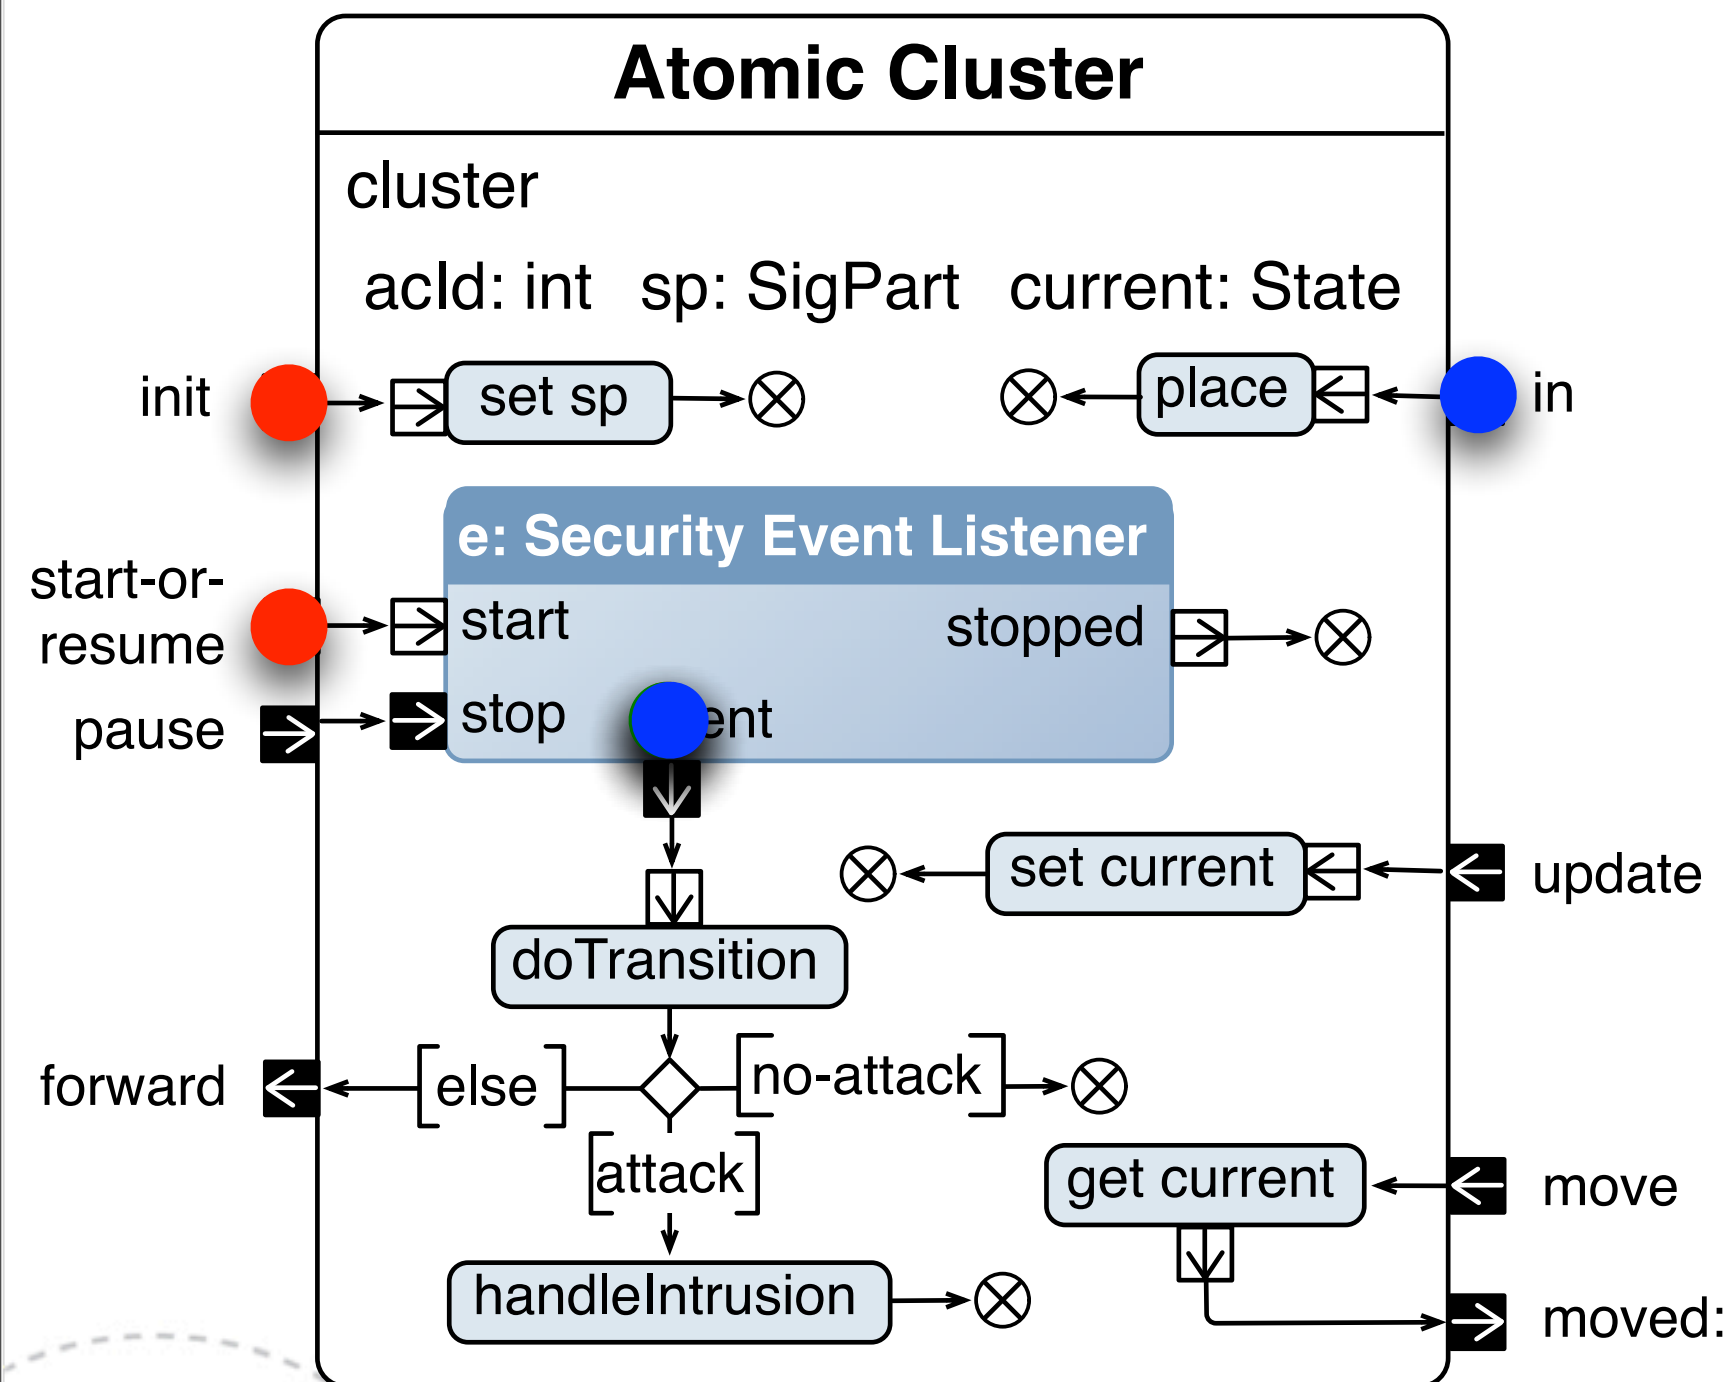 Atomic Cluster
cluster
acId: int sp: SigPart current: State
init
set sp
place
in
e: Security Event Listener
start-or-
resume
start
stopped
pause
stop
ent
set current
update
doTransition
forward
[else]
[no-attack]
[attack]
get current
move
handleIntrusion
moved: